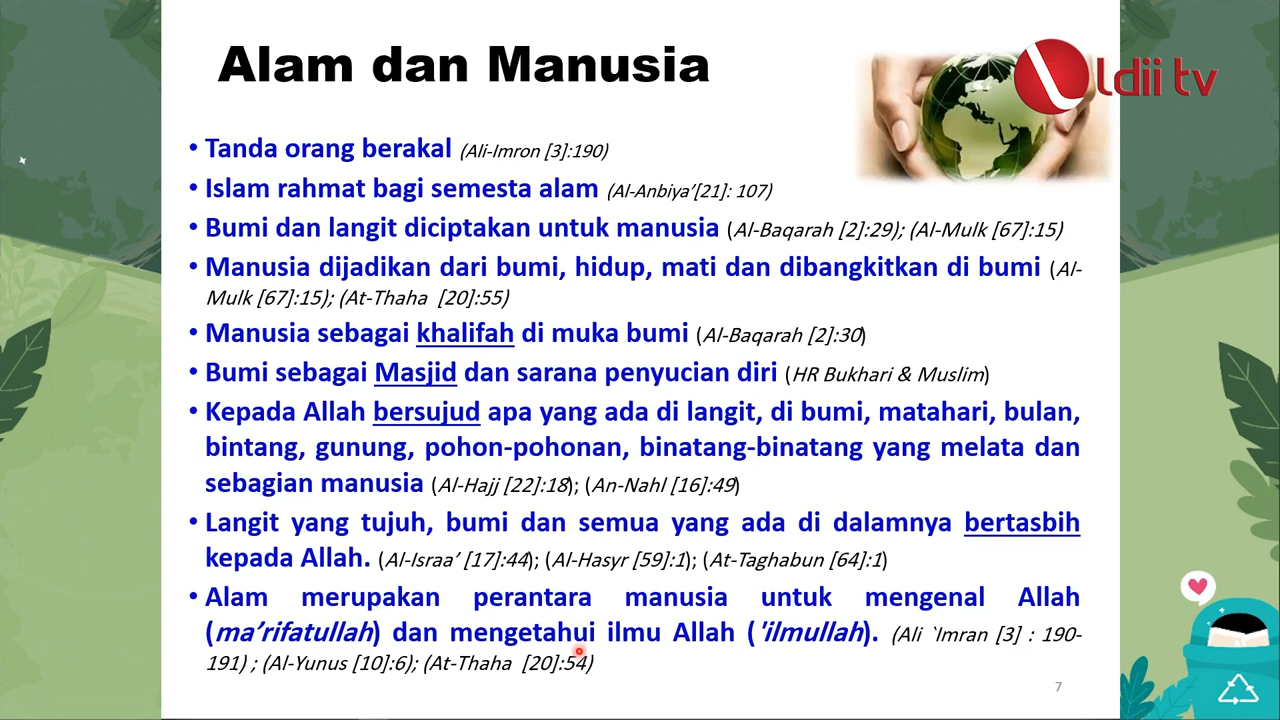 Alam dan Manusia
ldii tv
• Tanda orang berakal (Ali-Imron [3]:190)
• Islam rahmat bagi semesta alam (Al-Anbiya’[21]: 107)
• Bumi dan langit diciptakan untuk manusia (Al-Baqarah [2]:29); (Al-Mulk [67]:15)
• Manusia dijadikan dari bumi, hidup, mati dan dibangkitkan di bumi (Al-
Mulk [67]:15); (At-Thaha [20]:55)
• Manusia sebagai khalifah di muka bumi (Al-Baqarah [2]:30)
• Bumi sebagai Masjid dan sarana penyucian diri (HR Bukhari & Muslim)
• Kepada Allah bersujud apa yang ada di langit, di bumi, matahari, bulan,
bintang, gunung, pohon-pohonan, binatang-binatang yang melata dan
sebagian manusia (Al-Hajj [22]:18); (An-Nahl [16]:49)
• Langit yang tujuh, bumi dan semua yang ada di dalamnya bertasbih
kepada Allah. (Al-Israa’ [17]:44); (Al-Hasyr [59]:1); (At-Taghabun [64]:1)
• Alam merupakan perantara manusia untuk mengenal Allah
(ma’rifatullah) dan mengetahui ilmu Allah ('ilmullah). (Ali `Imran [3] : 190-
191) ; (Al-Yunus [10]:6); (At-Thaha [20]:54)
7